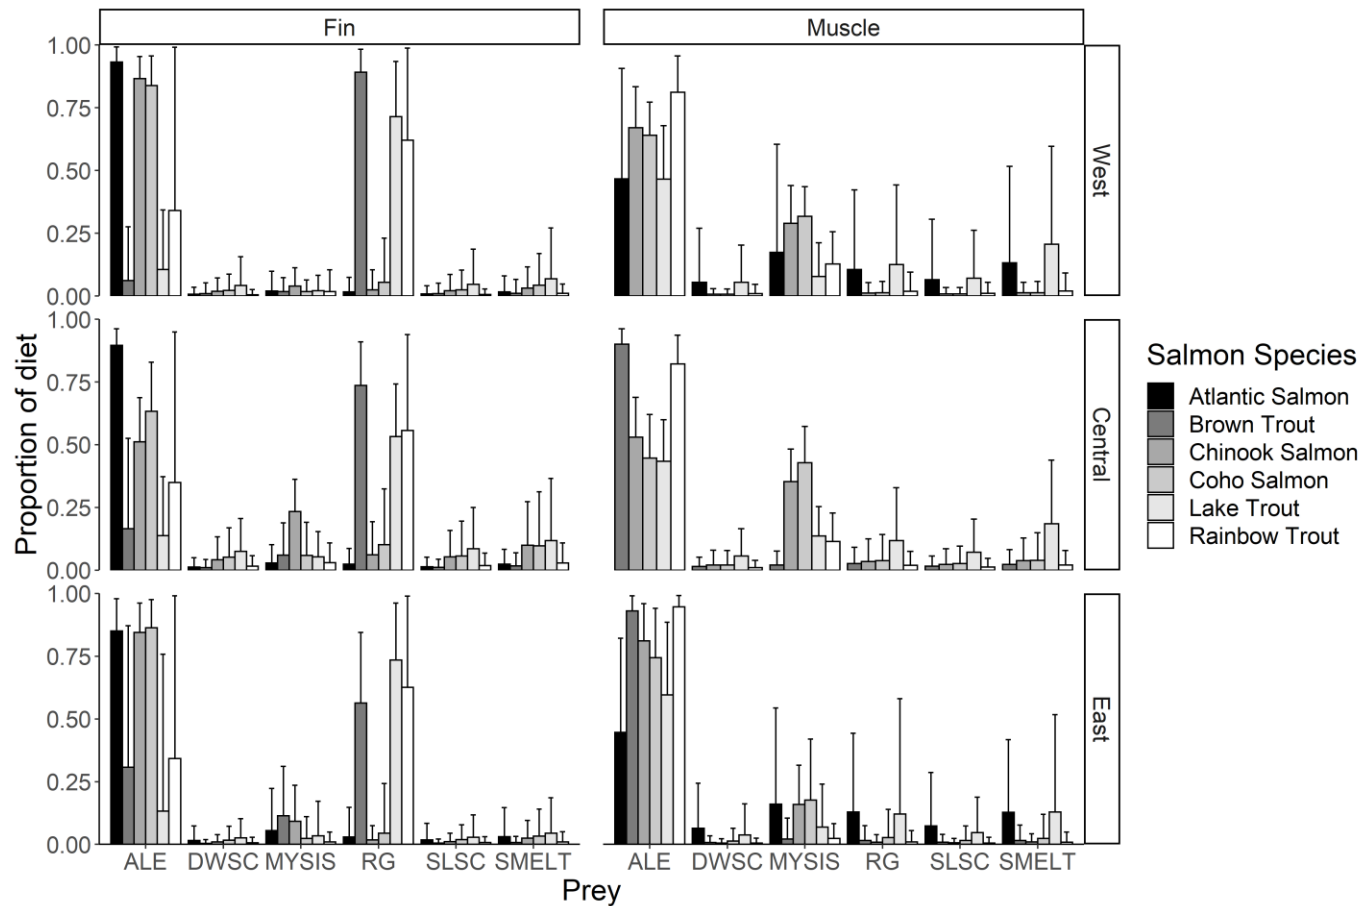 Fin
Muscle
1.00
0.75
0.50
0.25
0.00
West
1.00
0.75
0.50
0.25
0.00
Central
1.00
0.75
0.50
0.25
0.00
East
Proportion of diet
ALE DWSC MYSIS RG SLSC SMELT
ALE DWSC MYSIS RG SLSC SMELT
Prey
Salmon Species
Atlantic Salmon
Brown Trout
Chinook Salmon
Coho Salmon
Lake Trout
Rainbow Trout